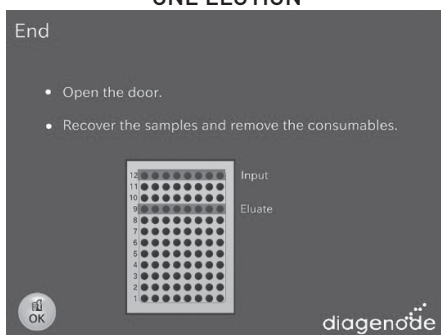 ONE ELUTION
End
• Open the door.
• Recover the samples and remove the consumables.
12 Input
11
10
9 Eluate
8
7
6
5
4
3
2
1
OK
diagenode